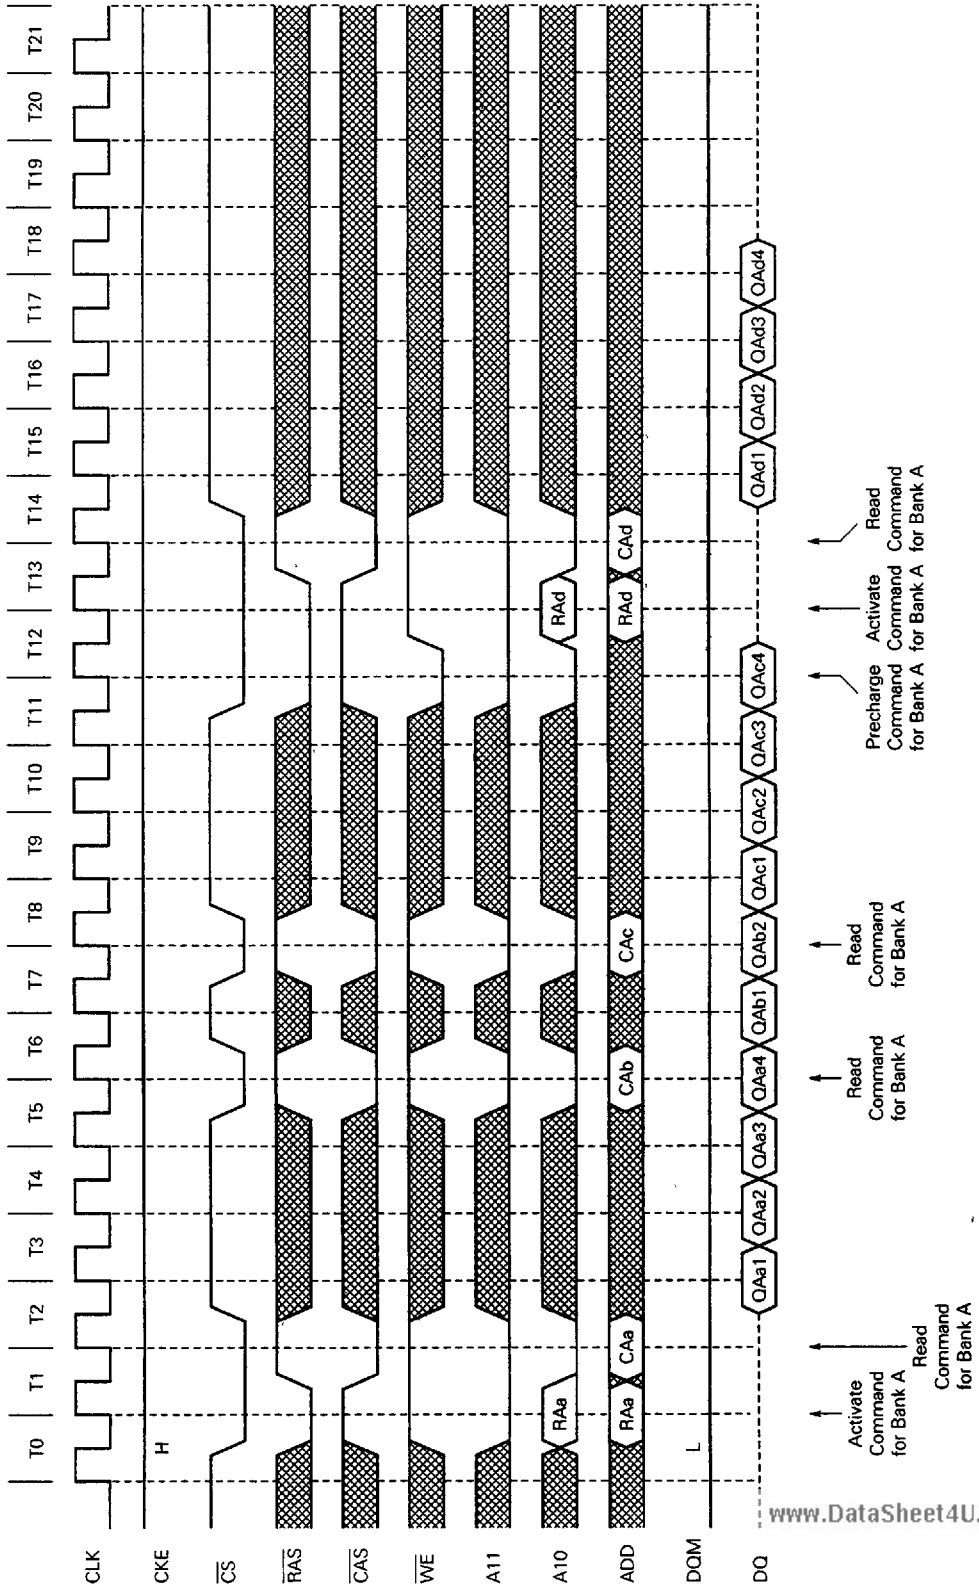 T0 T1 T2 T3 T4 T5 T6 T7 T8 T9 T10 T11 T12 T13 T14 T15 T16 T17 T18 T19 T20 T21
CLK
CKE H
CS
RAS
CAS
WE
A11
A10 RAa RAd
ADD RAa CAa CAb CAc RAd CAd
DQM L
DQ QAa1 QAa2 QAa3 QAa4 QAb1 QAb2 QAc1 QAc2 QAc3 QAc4 QAd1 QAd2 QAd3 QAd4
Activate
Command
for Bank A
Read
Command
for Bank A
Read
Command
for Bank A
Read
Command
for Bank A
Precharge
Command
for Bank A
Activate
Command
for Bank A
Read
Command
for Bank A
www.DataSheet4U.